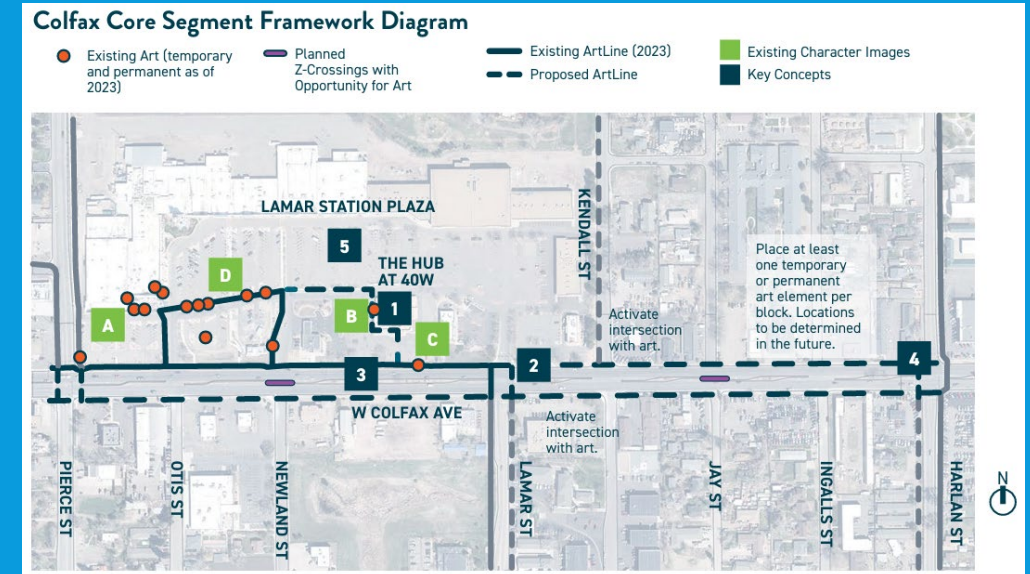 Colfax Core Segment Framework Diagram
Existing Art (temporary
and permanent as of
2023)
Planned
Z-Crossings with
Opportunity for Art
Existing ArtLine (2023)
Proposed ArtLine
Existing Character Images
Key Concepts
LAMAR STATION PLAZA
5
THE HUB
AT 40W
D
A
B
1
C
3
2
4
KENDALL ST
Activate
intersection
with art.
Place at least
one temporary
or permanent
art element per
block. Locations
to be determined
in the future.
W COLFAX AVE
Activate
intersection
with art.
PIERCE ST
OTIS ST
NEWLAND ST
LAMAR ST
JAY ST
INGALLS ST
HARLAN ST
N